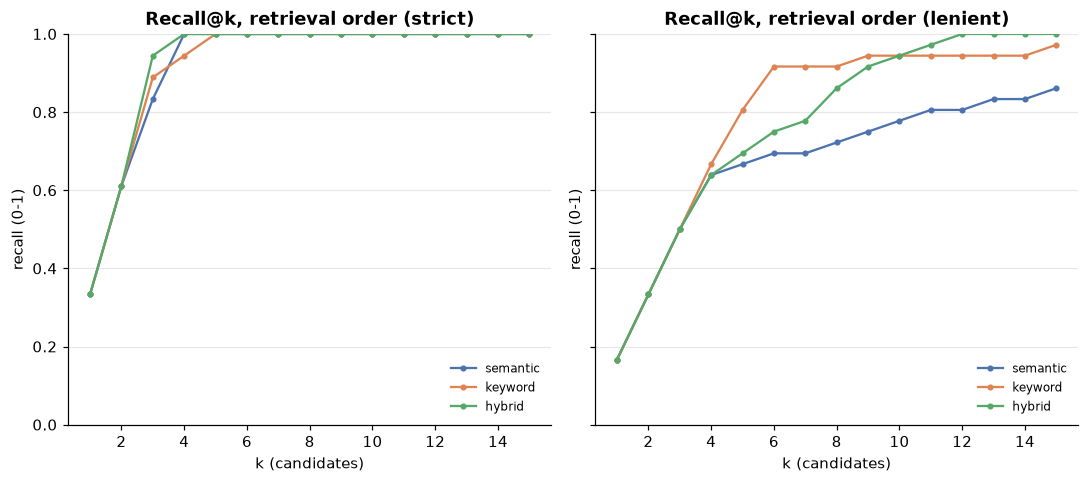 Recall@k, retrieval order (strict)
recall (0-1)
1.0
0.8
0.6
0.4
0.2
0.0
2 4 6 8 10 12 14
k (candidates)
semantic
keyword
hybrid
Recall@k, retrieval order (lenient)
recall (0-1)
2 4 6 8 10 12 14
k (candidates)
semantic
keyword
hybrid